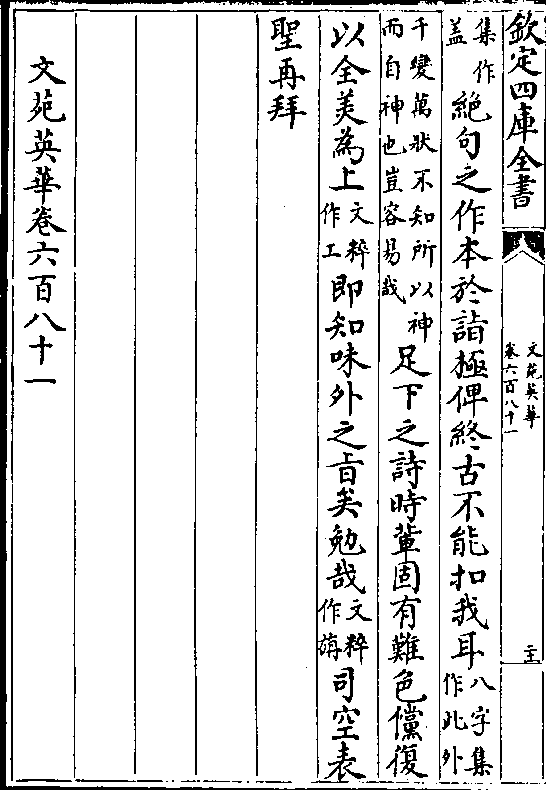 欽定四庫全書
文苑英華
卷六百八十一
集作
盖
絶句之作本於詣極俾終古不能扣我耳
八字集
作此外
千變萬狀不知所以神
而自神也豈容易哉
足下之詩時輩固有難色儻復
以全美為上
文粹
作工
即知味外之旨矣勉哉
文粹
作旃
司空表
聖再拜
文苑英華卷六百八十一